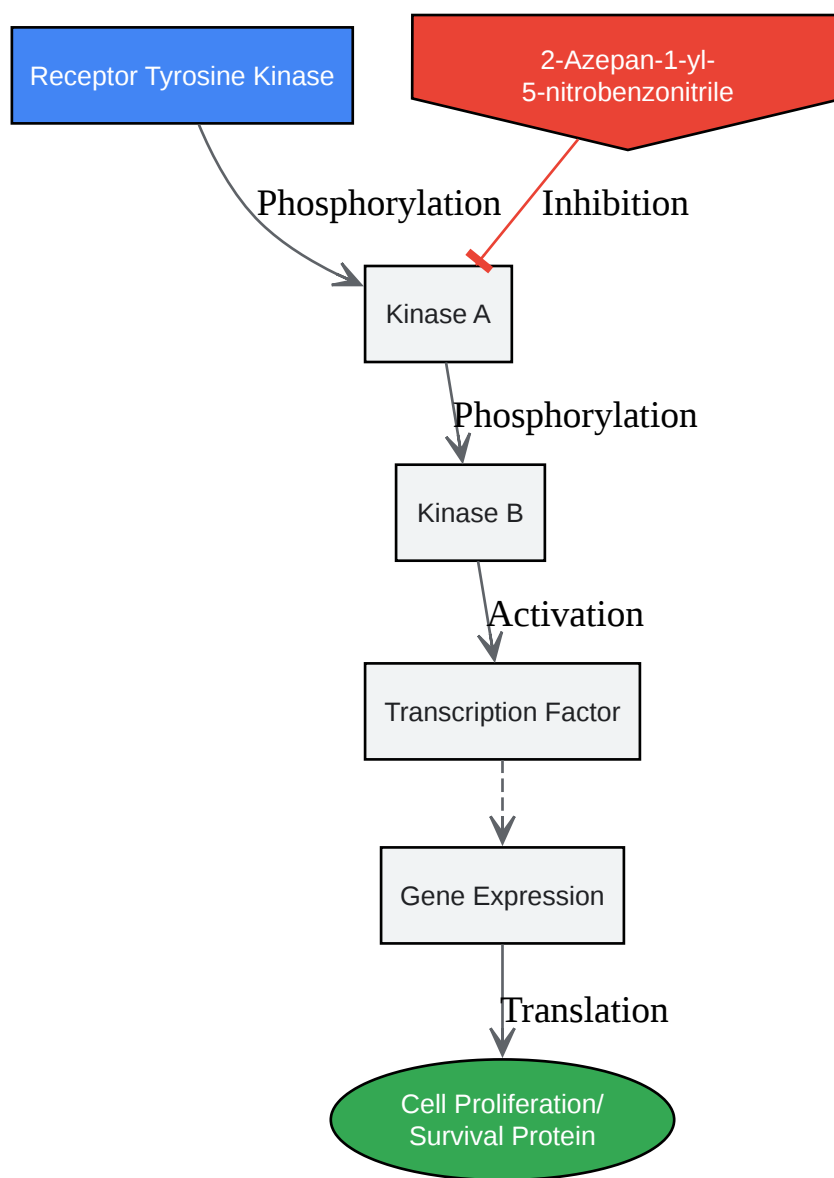 Receptor Tyrosine Kinase
2-Azepan-1-yl-
5-nitrobenzonitrile
Phosphorylation
Inhibition
Kinase A
Phosphorylation
Kinase B
Activation
Transcription Factor
Gene Expression
Translation
Cell Proliferation/
Survival Protein